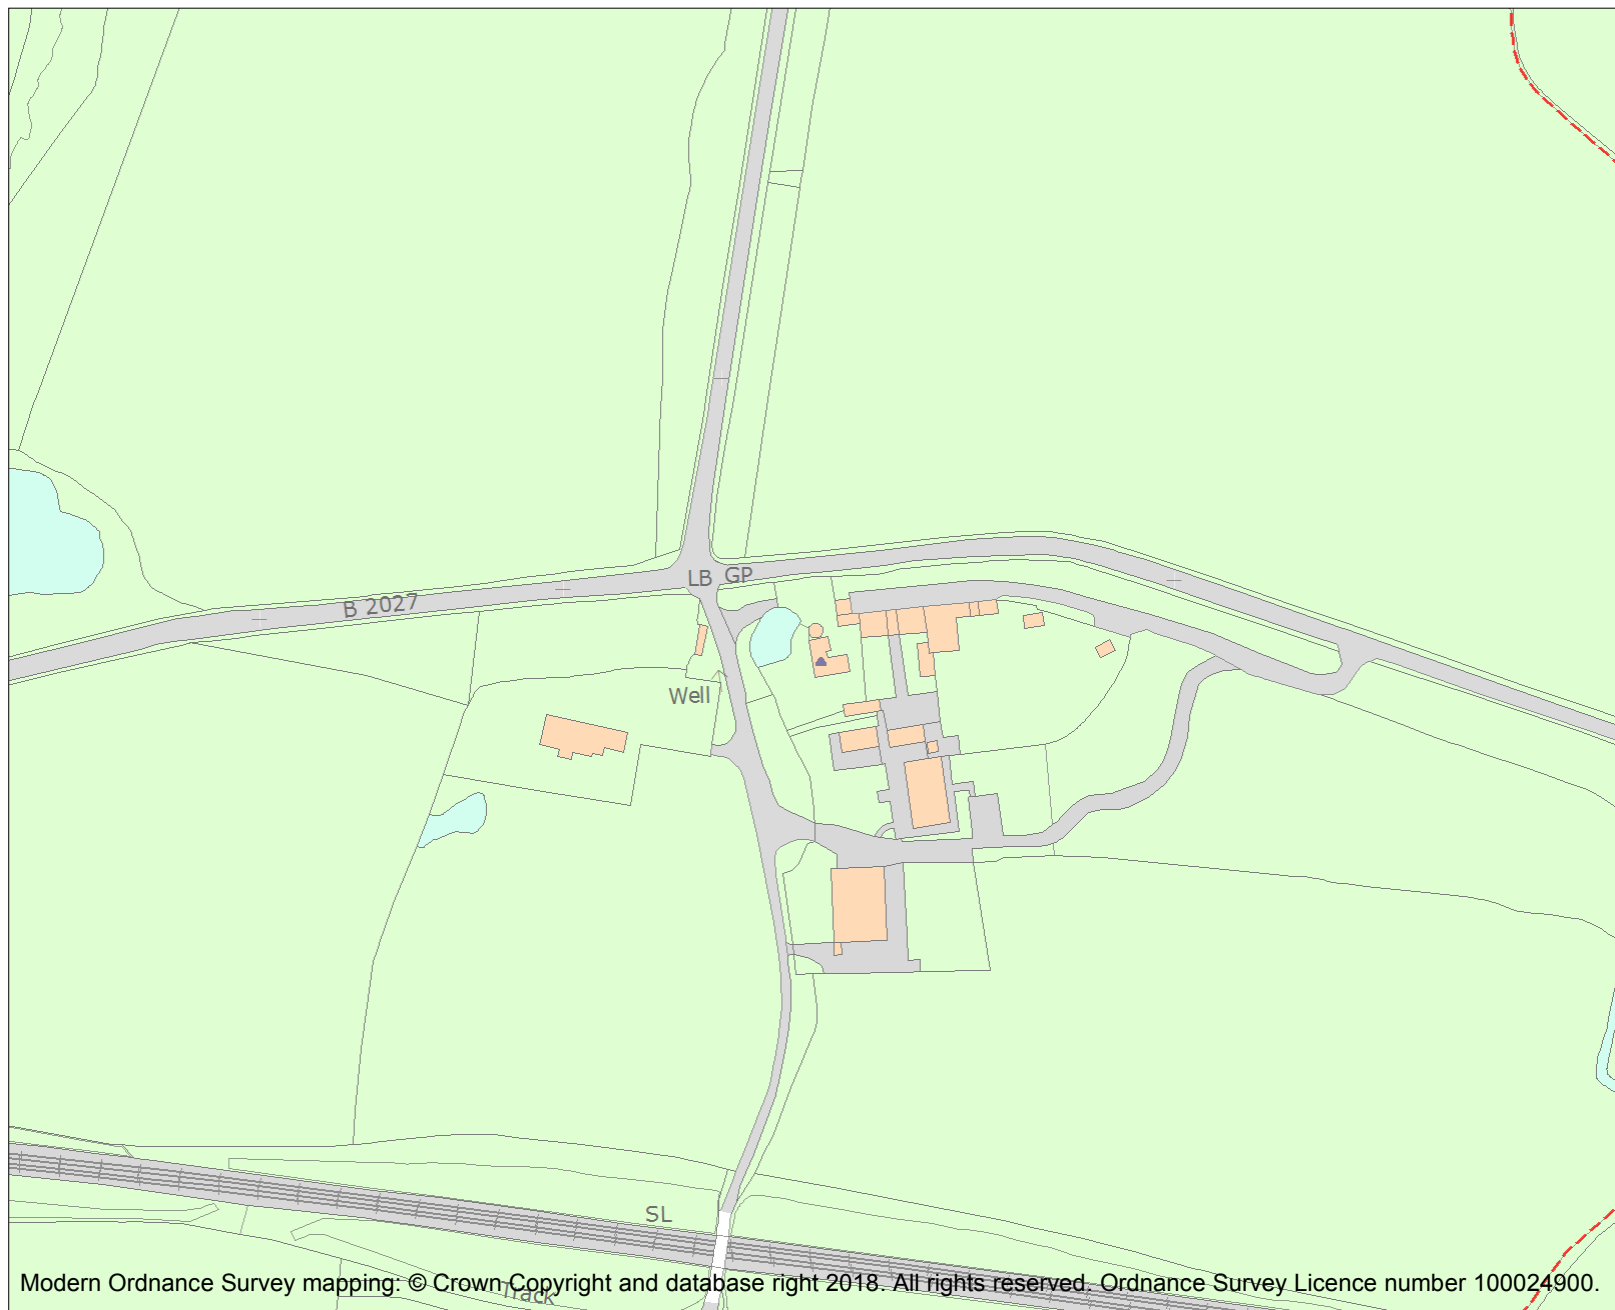 LB GP
B 2027
Well
SL
Track
Modern Ordnance Survey mapping: © Crown Copyright and database right 2018. All rights reserved. Ordnance Survey Licence number 100024900.